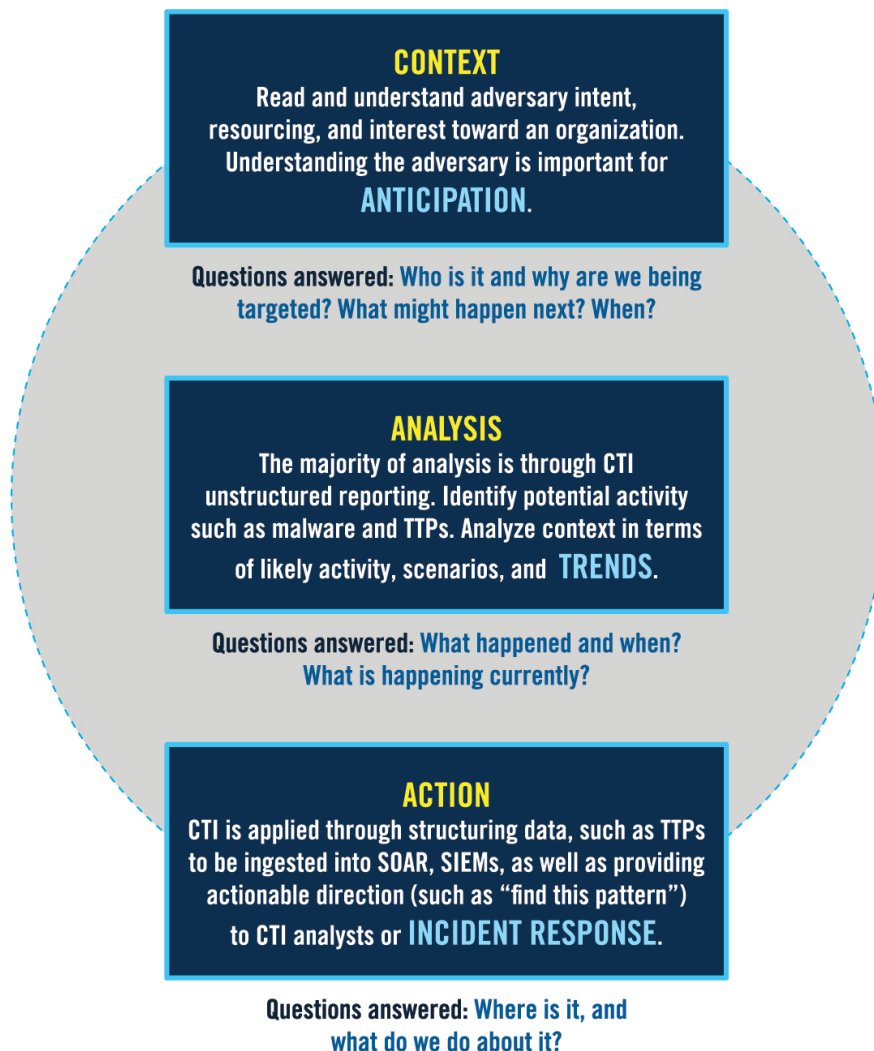 CONTEXT
Read and understand adversary intent,
resourcing, and interest toward an organization.
Understanding the adversary is important for
ANTICIPATION.
Questions answered: Who is it and why are we being
targeted? What might happen next? When?
ANALYSIS
The majority of analysis is through CTI
unstructured reporting. Identify potential activity
such as malware and TTPs. Analyze context in terms
of likely activity, scenarios, and TRENDS.
Questions answered: What happened and when?
What is happening currently?
ACTION
CTI is applied through structuring data, such as TTPs
to be ingested into SOAR, SIEMs, as well as providing
actionable direction (such as “find this pattern”)
to CTI analysts or INCIDENT RESPONSE.
Questions answered: Where is it, and
what do we do about it?